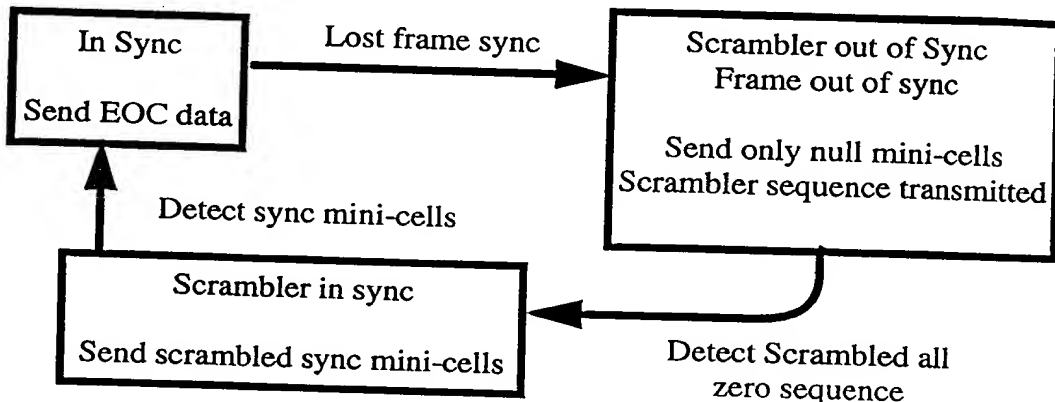 In Sync
Send EOC data
Lost frame sync
Scrambler out of Sync
Frame out of sync
Send only null mini-cells
Scrambler sequence transmitted
Detect sync mini-cells
Scrambler in sync
Send scrambled sync mini-cells
Detect Scrambled all
zero sequence